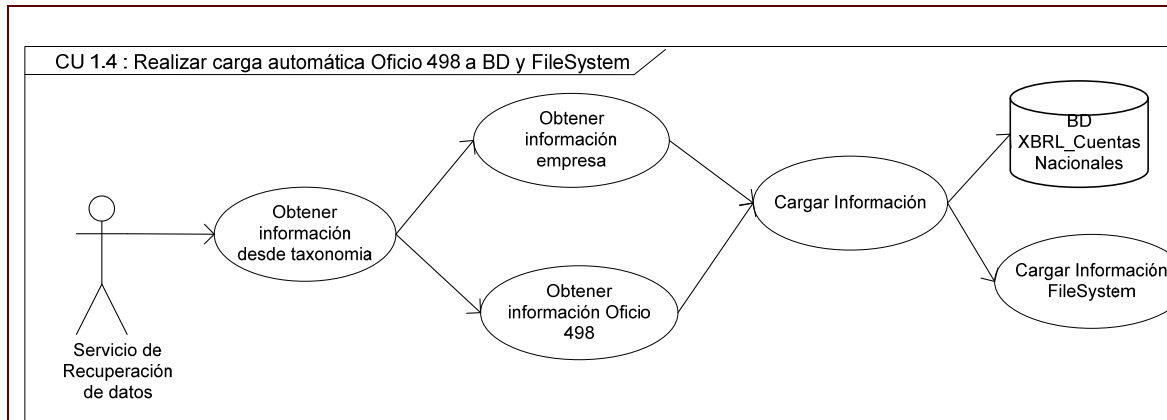 CU 1.4 : Realizar carga automática Oficio 498 a BD y FileSystem
Obtener
información
empresa
BD
XBRL_Cuentas
Nacionales
Obtener
información
desde taxonomia
Cargar Información
Obtener
información Oficio
498
Cargar Información
FileSystem
Servicio de
Recuperación
de datos